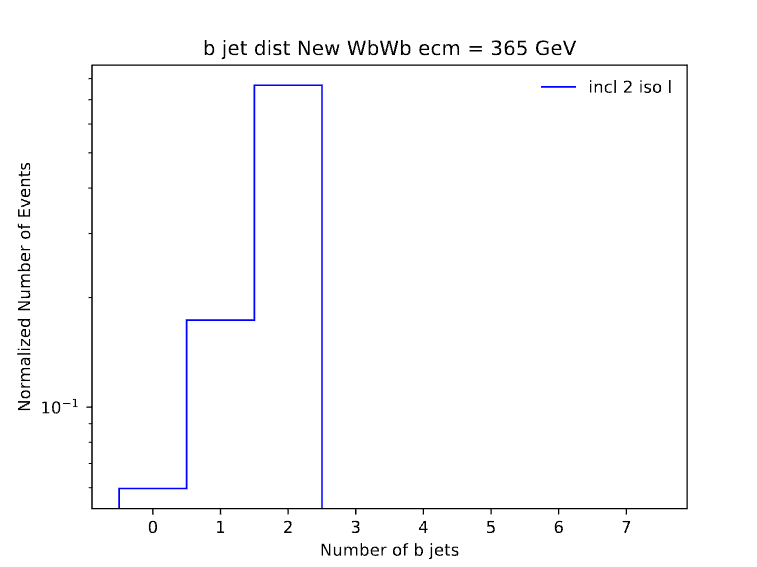 b jet dist New WbWb ecm = 365 GeV
incl 2 iso l
Normalized Number of Events
10⁻¹
0 1 2 3 4 5 6 7
Number of b jets